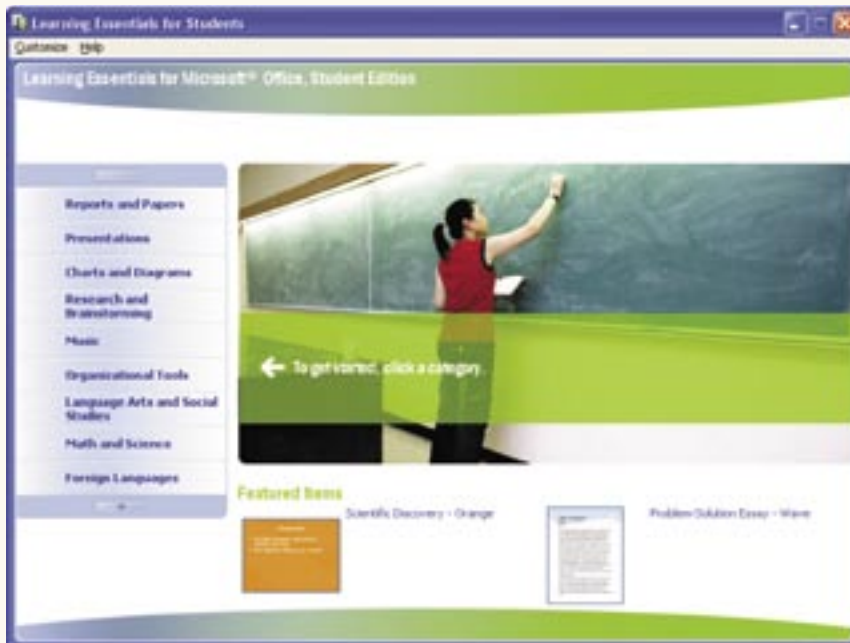 Learning Essentials for Students
Customize Help
Learning Essentials for Microsoft® Office, Student Edition
Reports and Papers
Presentations
Charts and Diagrams
Research and
Brainstorming
Music
Organizational Tools
Language Arts and Social
Studies
Math and Science
Foreign Languages
To get started, click a category.
Featured Items
Scientific Discovery - Orange
Problem-Solution Essay - Wave